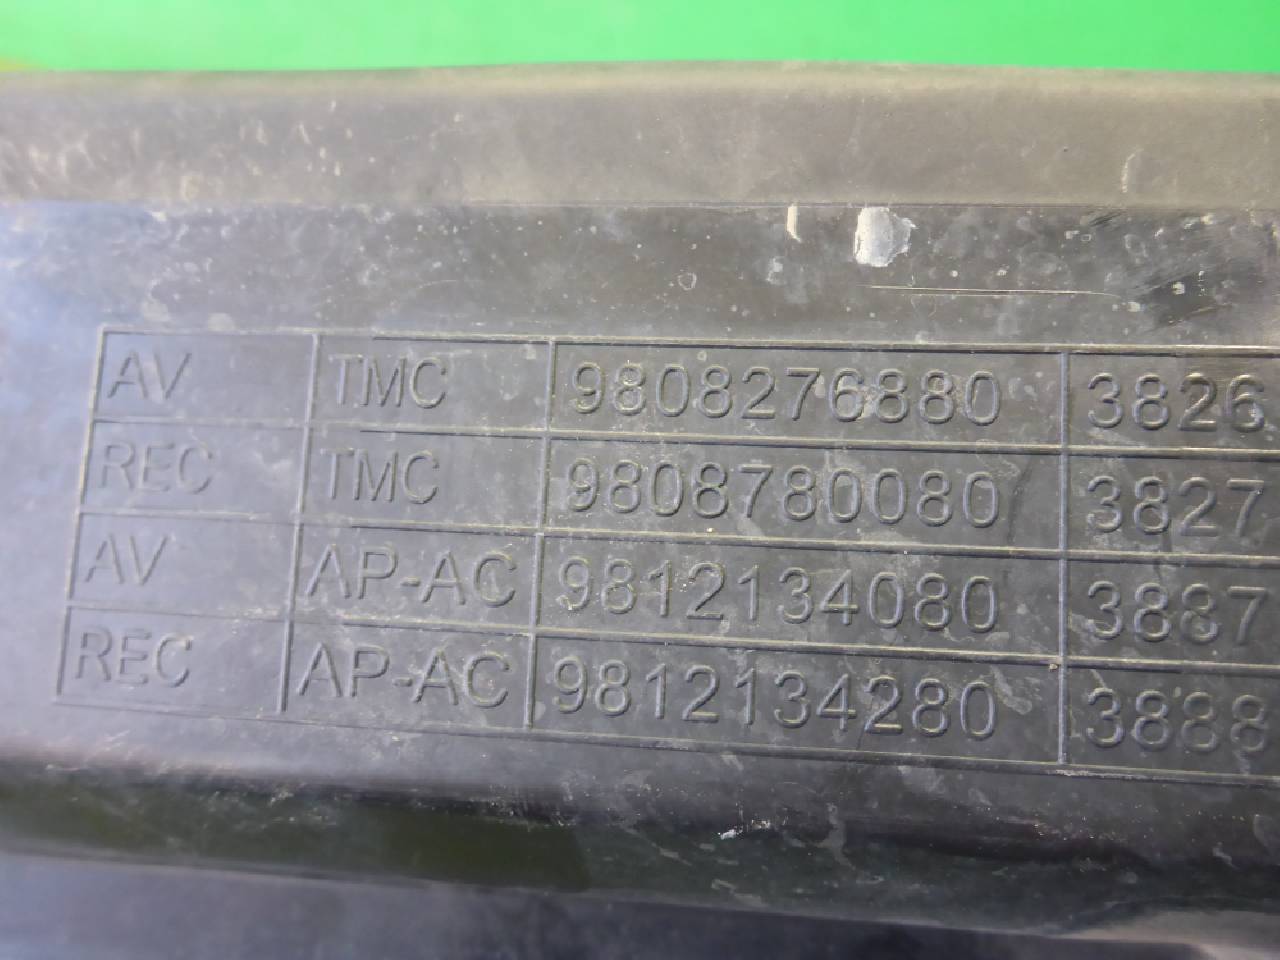 AV TMC 9808276880 3826
REC TMC 9808780080 3827
AV AP-AC 9812134080 3887
REC AP-AC 9812134280 3888